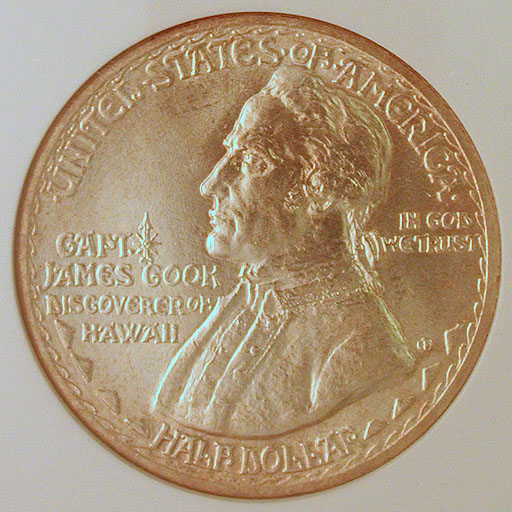 UNITED STATES OF AMERICA
CAPT.
JAMES COOK
DISCOVERER OF
HAWAII
IN GOD
WE TRUST
HALF DOLLAR